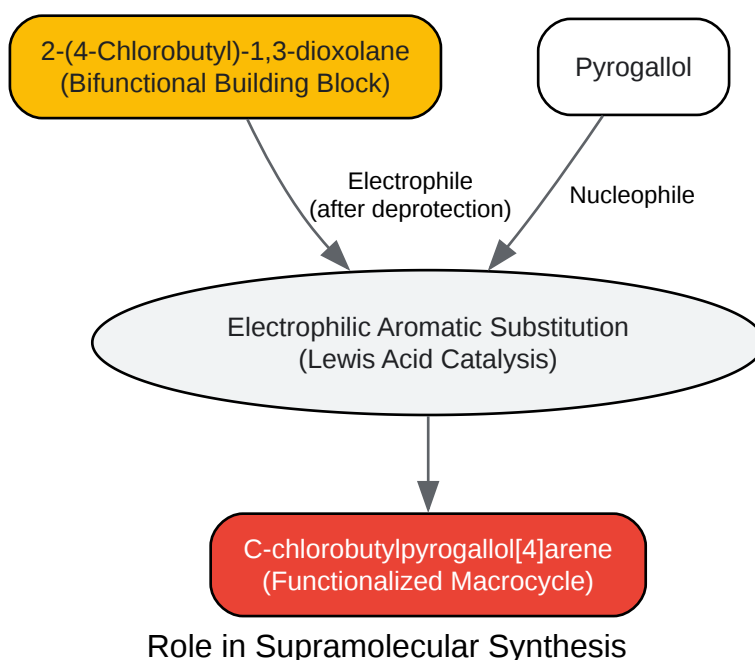 2-(4-Chlorobutyl)-1,3-dioxolane
(Bifunctional Building Block)
Pyrogallol
Electrophile
(after deprotection)
Nucleophile
Electrophilic Aromatic Substitution
(Lewis Acid Catalysis)
C-chlorobutylpyrogallol[4]arene
(Functionalized Macrocycle)
Role in Supramolecular Synthesis